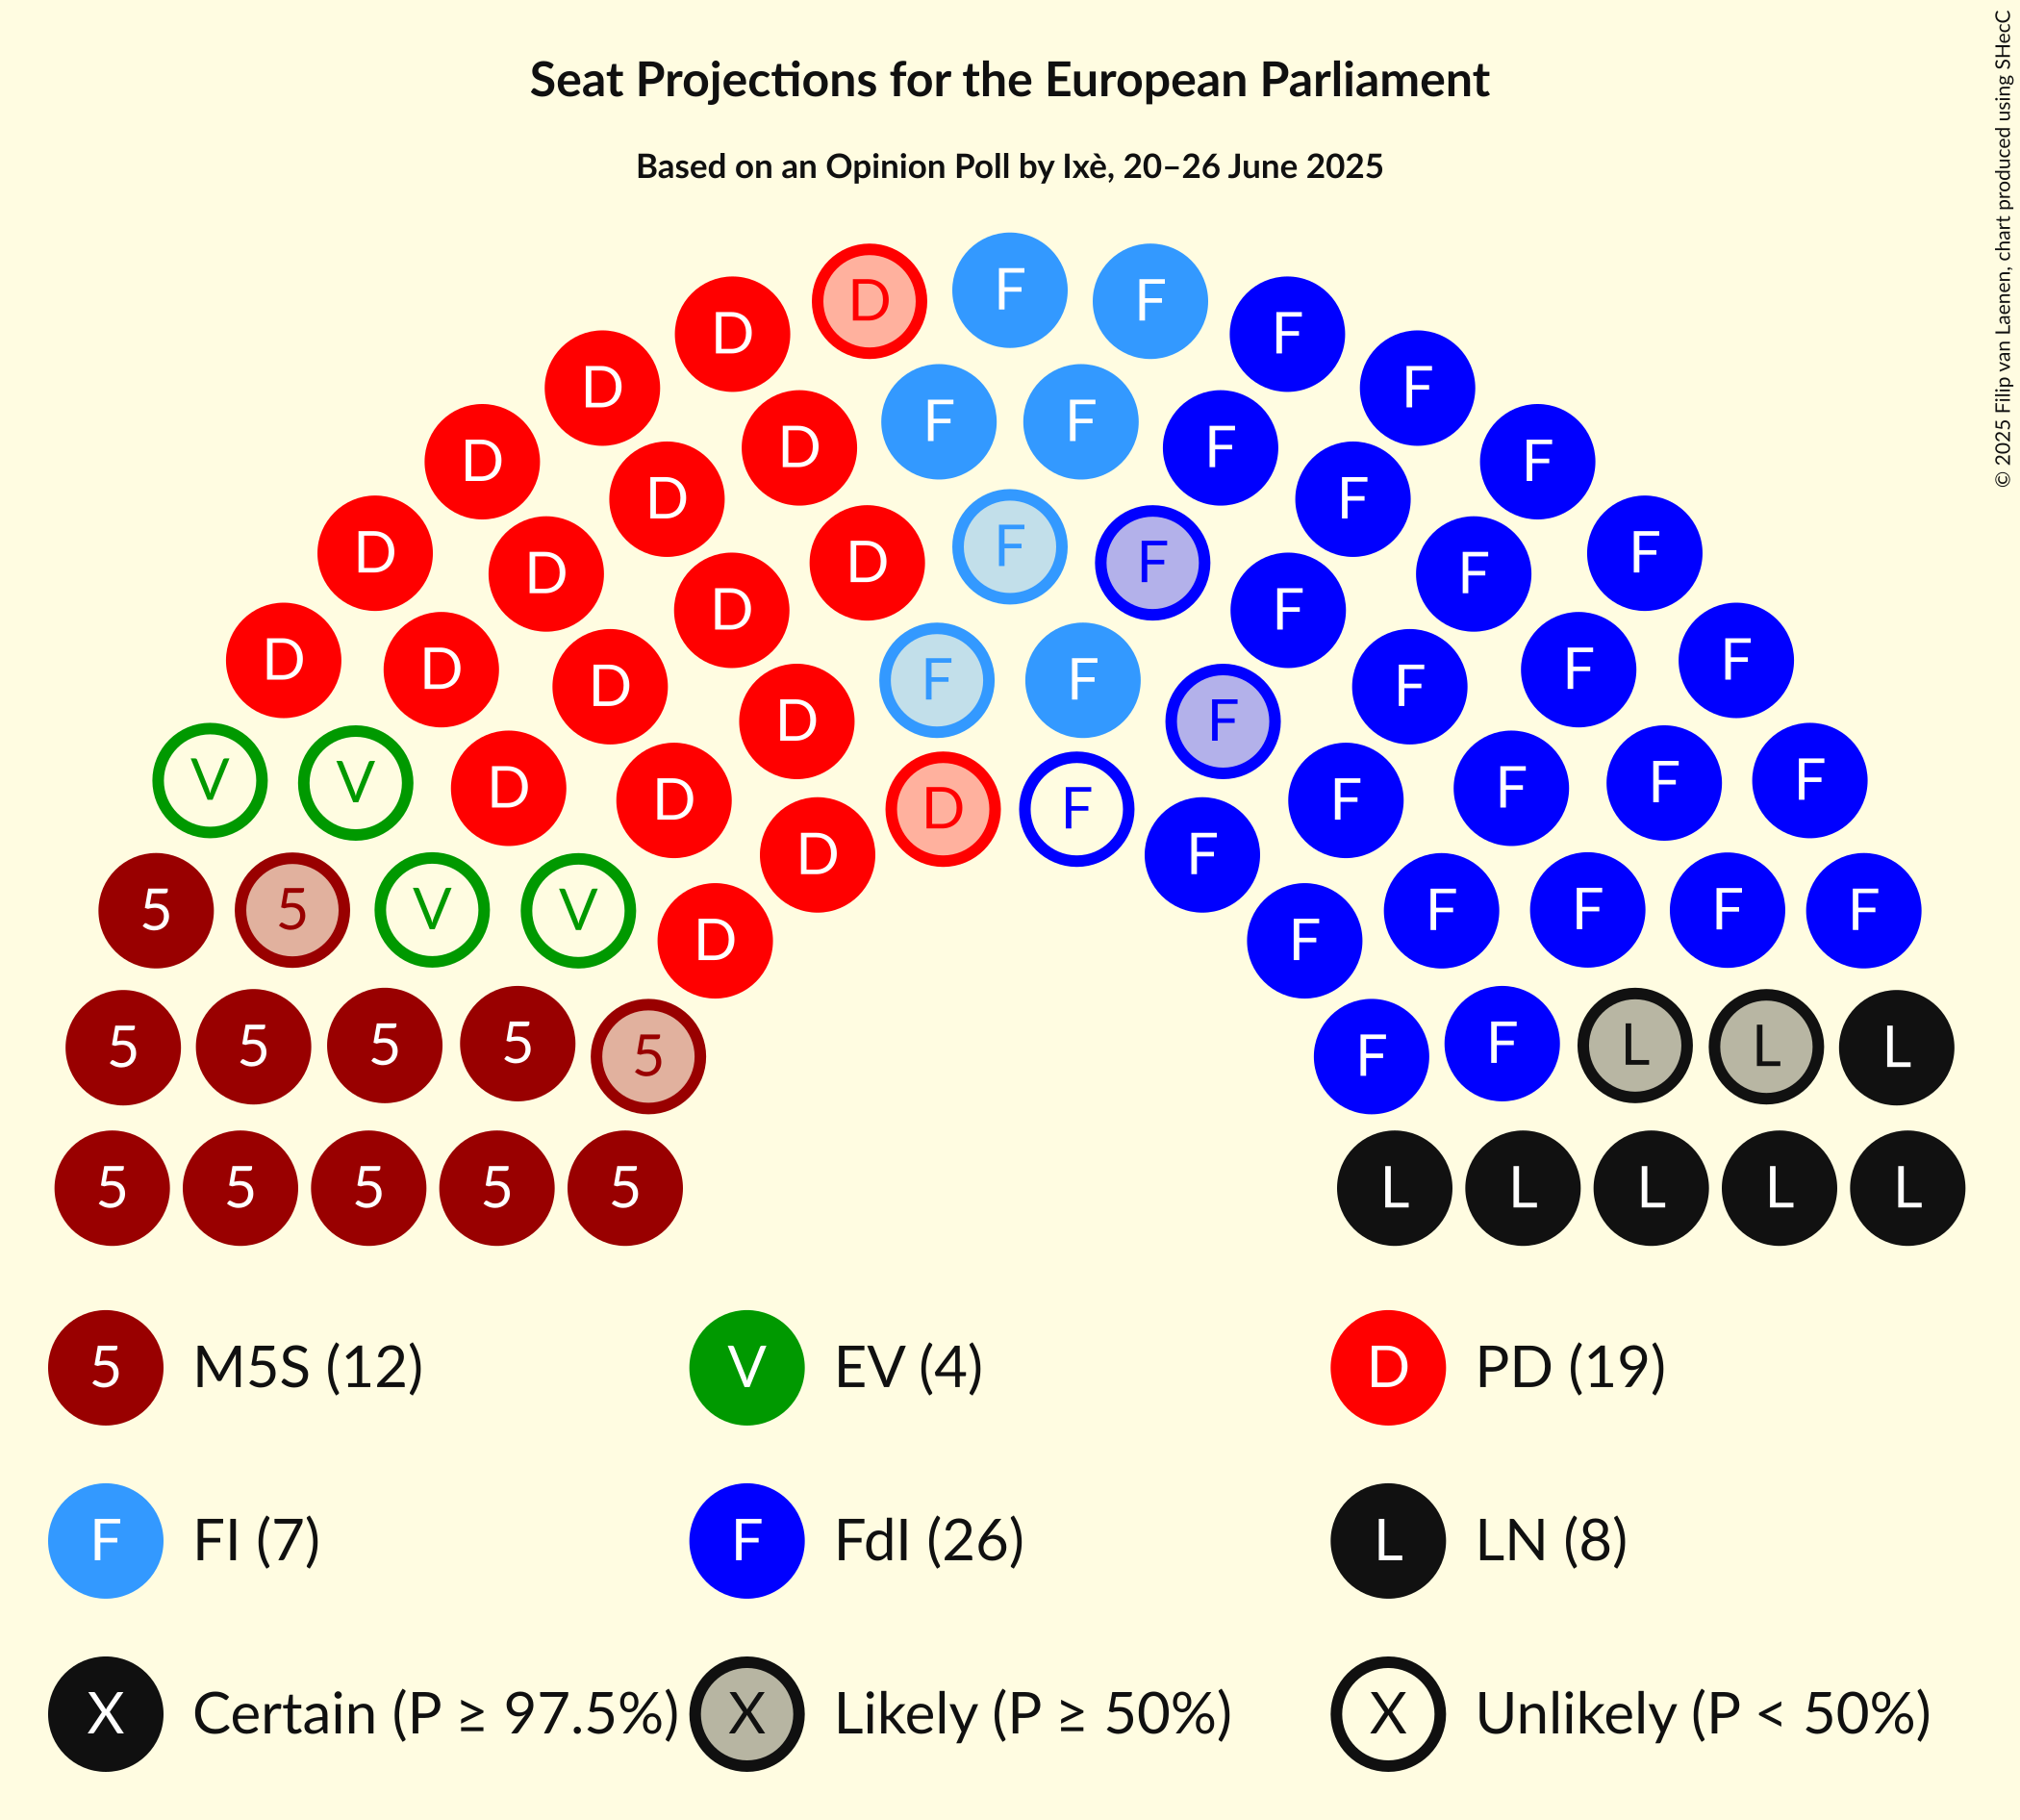 Seat Projections for the European Parliament
Based on an Opinion Poll by Ixè, 20–26 June 2025
© 2025 Filip van Laenen, chart produced using SHecC
D F F
D F
D F
F F
D F
D F
D F
F
D F
D F
D F
D F
D F
D F
F F
D F
D F
V V D D F F F F
D F
D F
5 5 V V D F F F F F
5 5 5 5 5 F F L L L
5 5 5 5 5 L L L L L
5 M5S (12) V EV (4) D PD (19)
F FI (7) F FdI (26) L LN (8)
X Certain (P ≥ 97.5%) X Likely (P ≥ 50%) X Unlikely (P < 50%)